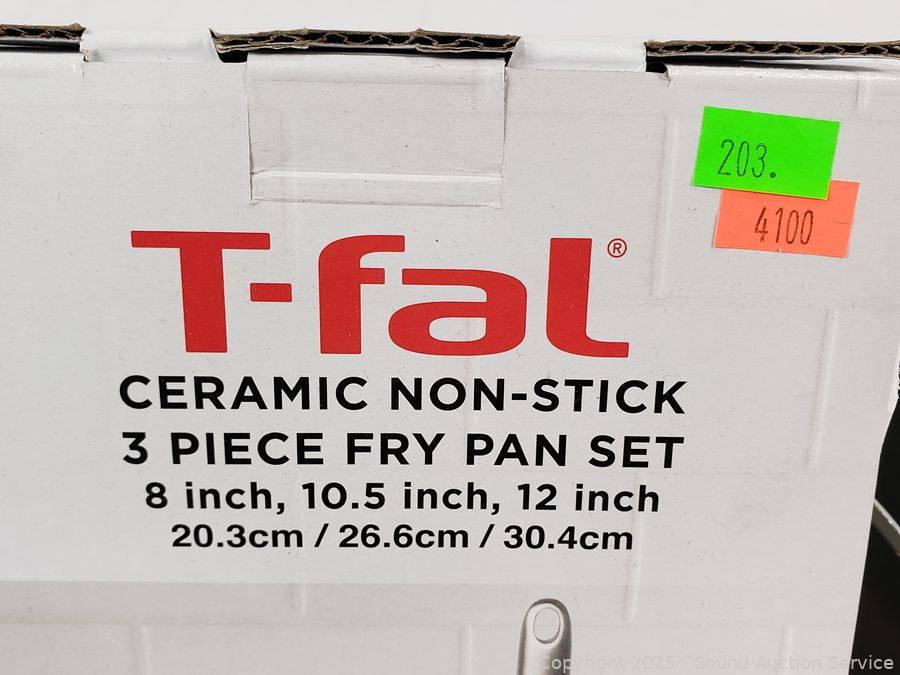 203.
4100
T-fal®
CERAMIC NON-STICK
3 PIECE FRY PAN SET
8 inch, 10.5 inch, 12 inch
20.3cm / 26.6cm / 30.4cm
Copyright 2025 - Sound Auction Service